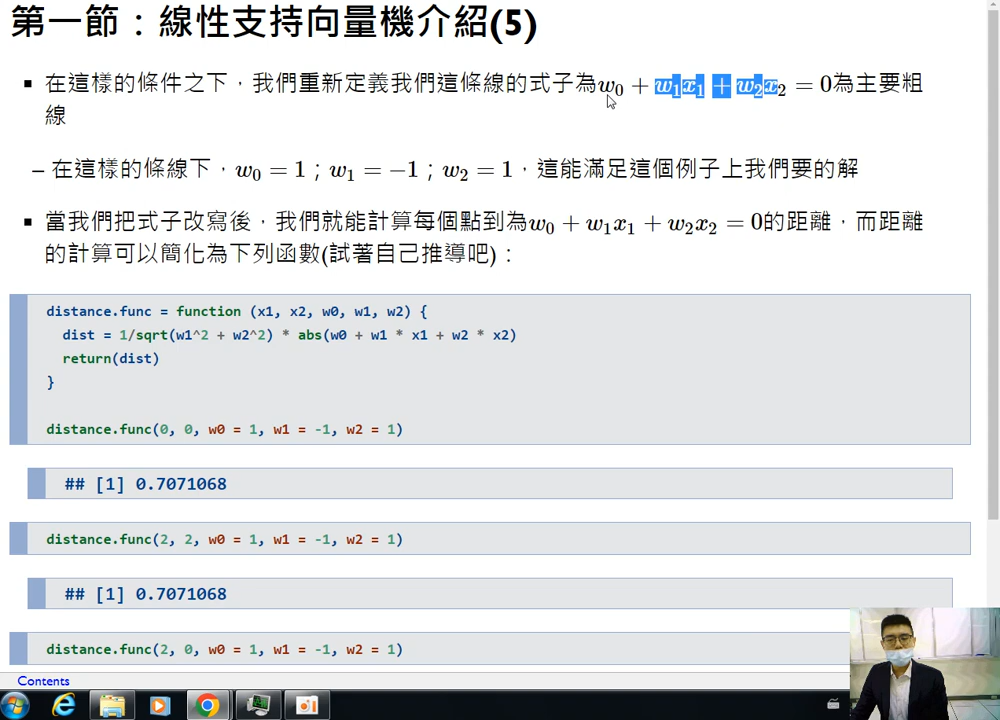 第一節：線性支持向量機介紹(5)
▪ 在這樣的條件之下，我們重新定義我們這條線的式子為w₀ + w₁x₁ + w₂x₂ = 0為主要粗
線
– 在這樣的條線下，w₀ = 1；w₁ = −1；w₂ = 1，這能滿足這個例子上我們要的解
▪ 當我們把式子改寫後，我們就能計算每個點到為w₀ + w₁x₁ + w₂x₂ = 0的距離，而距離
的計算可以簡化為下列函數(試著自己推導吧)：
distance.func = function (x1, x2, w0, w1, w2) {
dist = 1/sqrt(w1^2 + w2^2) * abs(w0 + w1 * x1 + w2 * x2)
return(dist)
}
distance.func(0, 0, w0 = 1, w1 = -1, w2 = 1)
## [1] 0.7071068
distance.func(2, 2, w0 = 1, w1 = -1, w2 = 1)
## [1] 0.7071068
distance.func(2, 0, w0 = 1, w1 = -1, w2 = 1)
Contents